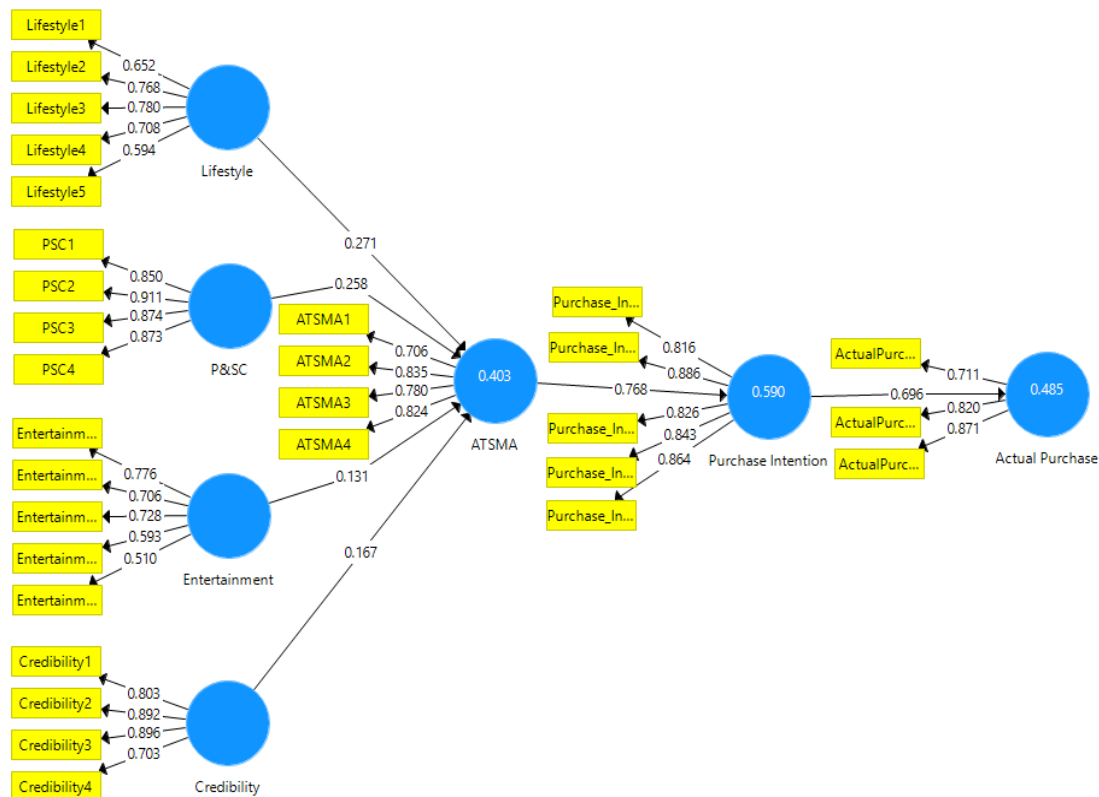 Lifestyle1
Lifestyle2
Lifestyle3
Lifestyle4
Lifestyle5
0.652
0.768
0.780
0.708
0.594
Lifestyle
0.271
PSC1
PSC2
PSC3
PSC4
0.850
0.911
0.874
0.873
P&SC
0.258
Entertainm...
Entertainm...
Entertainm...
Entertainm...
Entertainm...
0.776
0.706
0.728
0.593
0.510
Entertainment
0.131
Credibility1
Credibility2
Credibility3
Credibility4
0.803
0.892
0.896
0.703
Credibility
0.167
ATSMA1
ATSMA2
ATSMA3
ATSMA4
0.706
0.835
0.780
0.824
0.403
ATSMA
0.768
Purchase_In...
Purchase_In...
Purchase_In...
Purchase_In...
Purchase_In...
0.816
0.886
0.826
0.843
0.864
0.590
Purchase Intention
0.696
ActualPurc...
ActualPurc...
ActualPurc...
0.711
0.820
0.871
0.485
Actual Purchase